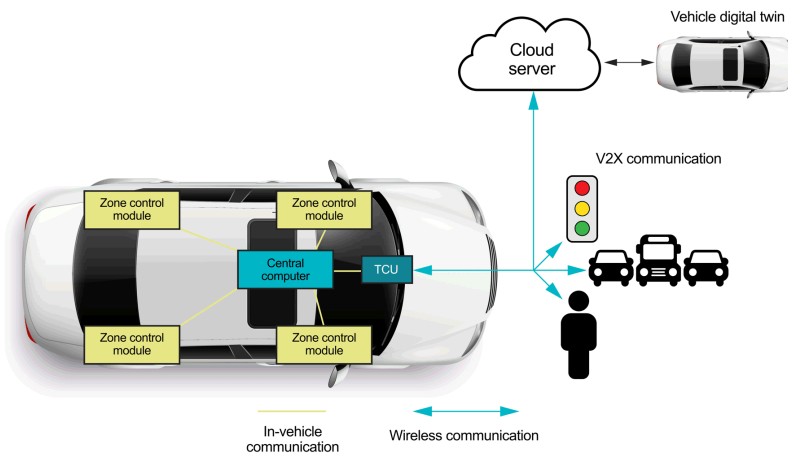 Vehicle digital twin
Cloud
server
V2X communication
Zone control
module
Zone control
module
Central
computer
TCU
Zone control
module
Zone control
module
In-vehicle
communication
Wireless communication